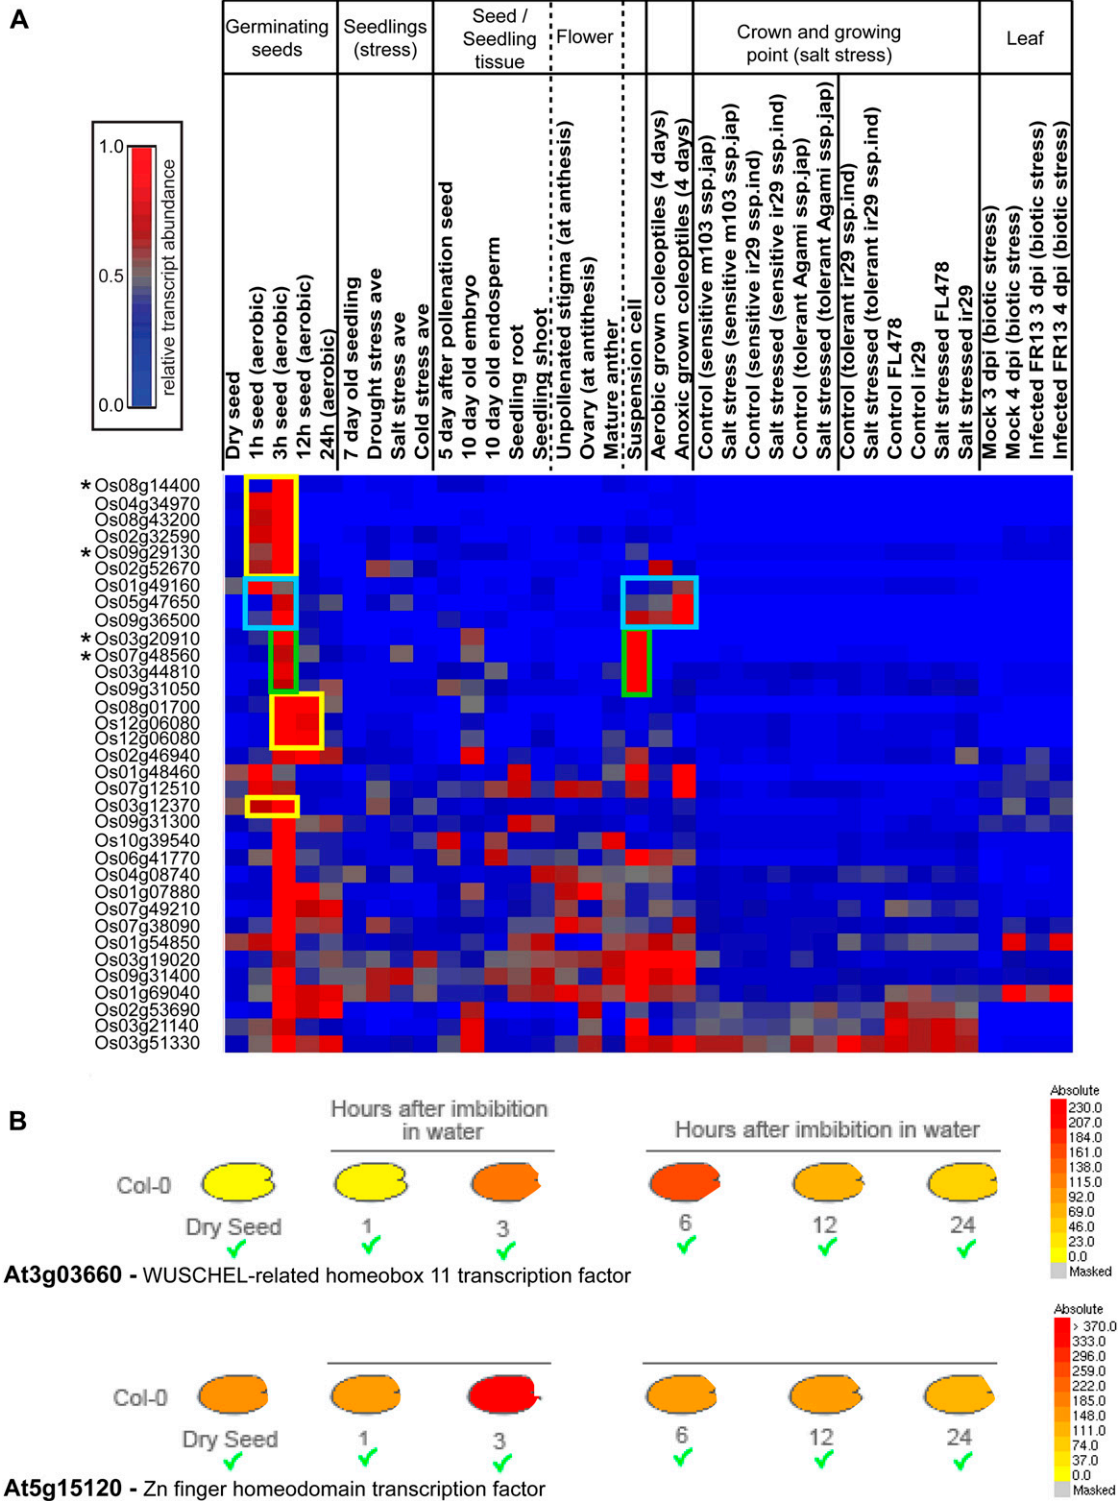 A
Germinating
seeds
Seedlings
(stress)
Seed /
Seedling
tissue
Flower
Crown and growing
point (salt stress)
Leaf
1.0
0.5
0.0
relative transcript abundance
Dry seed
1h seed (aerobic)
3h seed (aerobic)
12h seed (aerobic)
24h (aerobic)
7 day old seedling
Drought stress ave
Salt stress ave
Cold stress ave
5 day after pollenation seed
10 day old embryo
10 day old endosperm
Seedling root
Seedling shoot
Unpollenated stigma (at anthesis)
Ovary (at antithesis)
Mature anther
Suspension cell
Aerobic grown coleoptiles (4 days)
Anoxic grown coleoptiles (4 days)
Control (sensitive m103 ssp.jap)
Salt stress (sensitive m103 ssp.jap)
Control (sensitive ir29 ssp.ind)
Salt stressed (sensitive ir29 ssp.ind)
Control (tolerant Agami ssp.jap)
Salt stressed (tolerant Agami ssp.jap)
Control (tolerant ir29 ssp.ind)
Salt stressed (tolerant ir29 ssp.ind)
Control FL478
Control ir29
Salt stressed FL478
Salt stressed ir29
Mock 3 dpi (biotic stress)
Mock 4 dpi (biotic stress)
Infected FR13 3 dpi (biotic stress)
Infected FR13 4 dpi (biotic stress)
*Os08g14400
Os04g34970
Os08g43200
Os02g32590
*Os09g29130
Os02g52670
Os01g49160
Os05g47650
Os09g36500
*Os03g20910
*Os07g48560
Os03g44810
Os09g31050
Os08g01700
Os12g06080
Os12g06080
Os02g46940
Os01g48460
Os07g12510
Os03g12370
Os09g31300
Os10g39540
Os06g41770
Os04g08740
Os01g07880
Os07g49210
Os07g38090
Os01g54850
Os03g19020
Os09g31400
Os01g69040
Os02g53690
Os03g21140
Os03g51330
B
Hours after imbibition
in water
Hours after imbibition in water
Col-0
Dry Seed
1
3
6
12
24
At3g03660 - WUSCHEL-related homeobox 11 transcription factor
Absolute
230.0
207.0
184.0
161.0
138.0
115.0
92.0
69.0
46.0
23.0
0.0
Masked
Col-0
Dry Seed
1
3
6
12
24
At5g15120 - Zn finger homeodomain transcription factor
Absolute
> 370.0
333.0
296.0
259.0
222.0
185.0
148.0
111.0
74.0
37.0
0.0
Masked